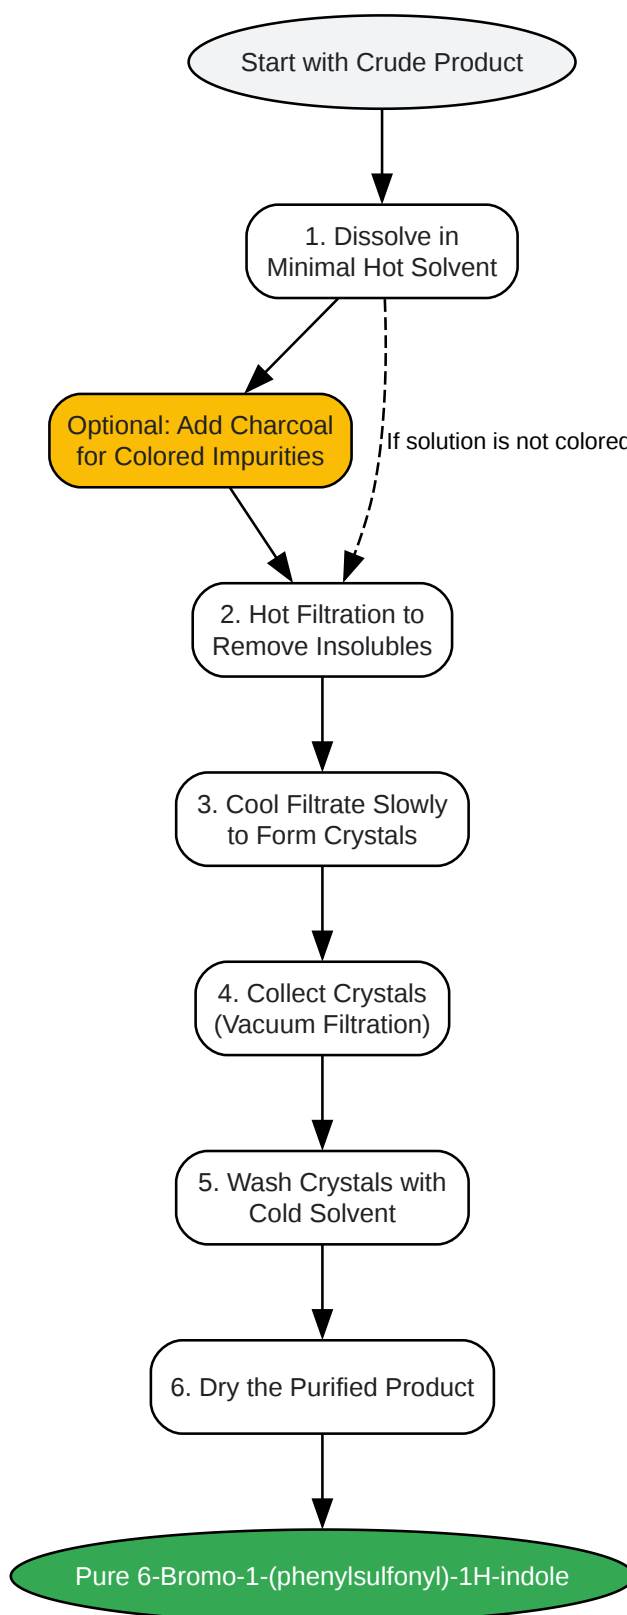 Start with Crude Product
1. Dissolve in
Minimal Hot Solvent
Optional: Add Charcoal
for Colored Impurities
If solution is not colored
2. Hot Filtration to
Remove Insolubles
3. Cool Filtrate Slowly
to Form Crystals
4. Collect Crystals
(Vacuum Filtration)
5. Wash Crystals with
Cold Solvent
6. Dry the Purified Product
Pure 6-Bromo-1-(phenylsulfonyl)-1H-indole